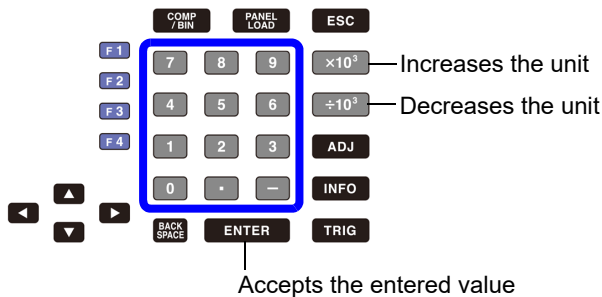 COMP
/BIN
PANEL
LOAD
ESC
F 1
7 8 9
×10³
Increases the unit
F 2
F 3
4 5 6
÷10³
Decreases the unit
F 4
1 2 3
ADJ
0 . −
INFO
BACK
SPACE
ENTER
TRIG
Accepts the entered value